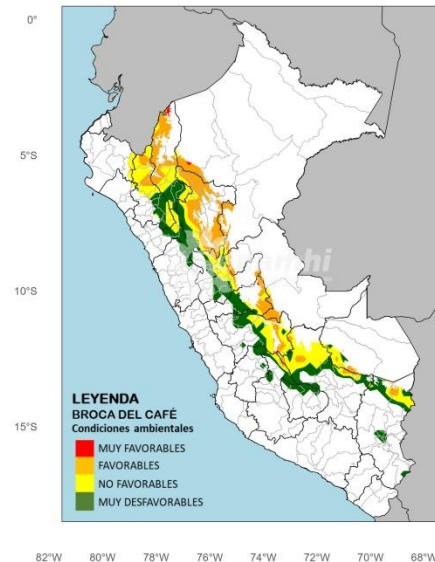 0°
5°S
10°S
15°S
senamhi
LEYENDA
BROCA DEL CAFÉ
Condiciones ambientales
MUY FAVORABLES
FAVORABLES
NO FAVORABLES
MUY DESFAVORABLES
82°W 80°W 78°W 76°W 74°W 72°W 70°W 68°W